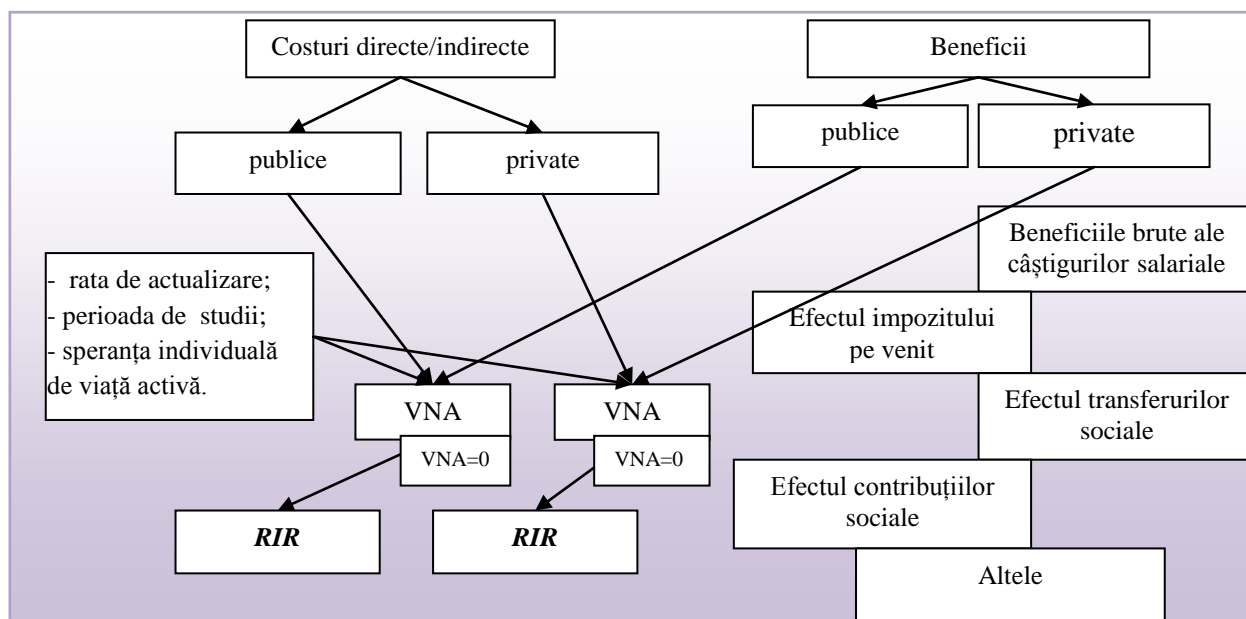 Costuri directe/indirecte
Beneficii
publice
private
publice
private
- rata de actualizare;
- perioada de studii;
- speranța individuală
de viață activă.
Beneficiile brute ale
câștigurilor salariale
Efectul impozitului
pe venit
Efectul transferurilor
sociale
VNA
VNA
VNA=0
VNA=0
Efectul contribuțiilor
sociale
RIR
RIR
Altele